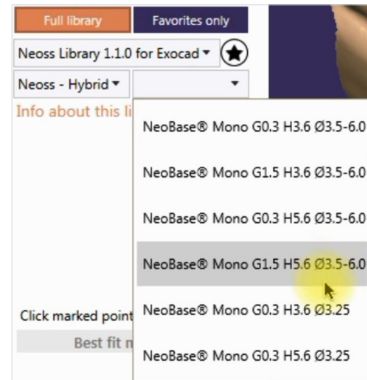 Full library Favorites only
Neoss Library 1.1.0 for Exocad
Neoss - Hybrid
Info about this li
NeoBase® Mono G0.3 H3.6 Ø3.5-6.0
NeoBase® Mono G1.5 H3.6 Ø3.5-6.0
NeoBase® Mono G0.3 H5.6 Ø3.5-6.0
NeoBase® Mono G1.5 H5.6 Ø3.5-6.0
NeoBase® Mono G0.3 H3.6 Ø3.25
NeoBase® Mono G0.3 H5.6 Ø3.25
Click marked point
Best fit